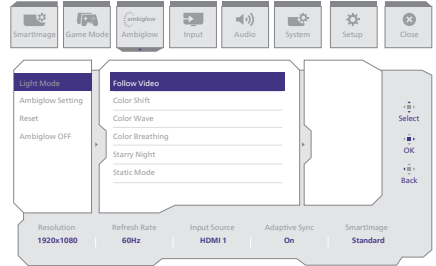 ambiglow
SmartImage Game Mode Ambiglow Input Audio System Setup Close
Light Mode Follow Video
Ambiglow Setting Color Shift
Reset Color Wave
Ambiglow OFF Color Breathing
Starry Night
Static Mode
Select
OK
Back
Resolution Refresh Rate Input Source Adaptive Sync SmartImage
1920x1080 60Hz HDMI 1 On Standard